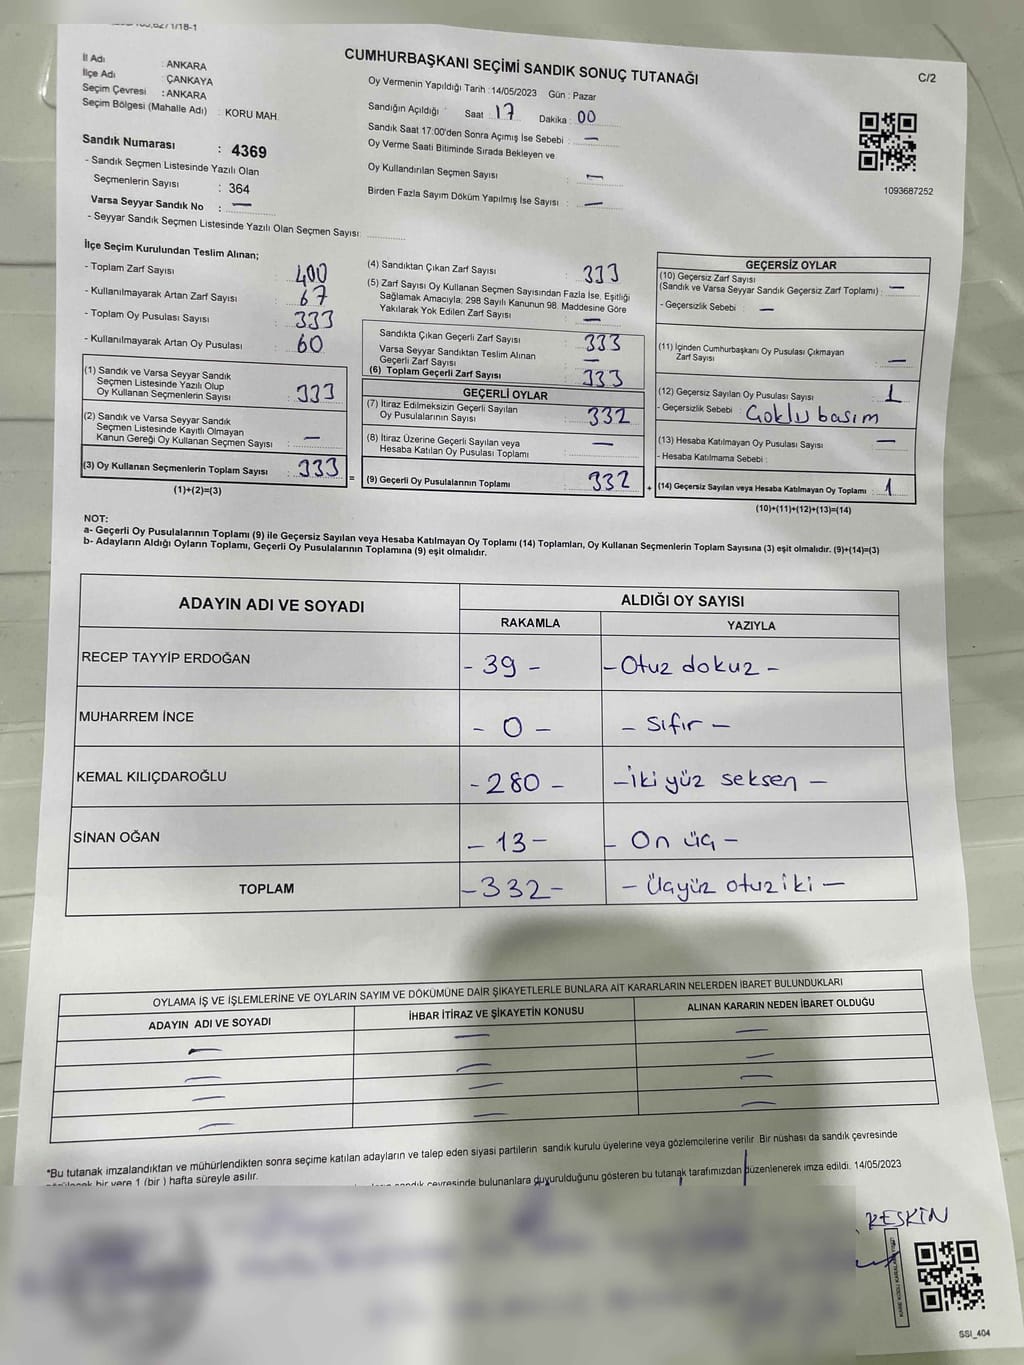 CUMHURBAŞKANI SEÇİMİ SANDIK SONUÇ TUTANAĞI
C/2
İl Adı : ANKARA
İlçe Adı : ÇANKAYA
Seçim Çevresi : ANKARA
Seçim Bölgesi (Mahalle Adı) : KORU MAH.
Sandık Numarası : 4369
- Sandık Seçmen Listesinde Yazılı Olan
Seçmenlerin Sayısı : 364
Varsa Seyyar Sandık No : —
- Seyyar Sandık Seçmen Listesinde Yazılı Olan Seçmen Sayısı:
Oy Vermenin Yapıldığı Tarih : 14/05/2023 Gün : Pazar
Sandığın Açıldığı Saat : 17 Dakika : 00
Sandık Saat 17:00'den Sonra Açımış İse Sebebi : —
Oy Verme Saati Bitiminde Sırada Bekleyen ve
Oy Kullandırılan Seçmen Sayısı : —
Birden Fazla Sayım Döküm Yapılmış İse Sayısı : —
1093687252
İlçe Seçim Kurulundan Teslim Alınan;
- Toplam Zarf Sayısı : 400
- Kullanılmayarak Artan Zarf Sayısı : 67
- Toplam Oy Pusulası Sayısı : 333
- Kullanılmayarak Artan Oy Pusulası : 60
(1) Sandık ve Varsa Seyyar Sandık
Seçmen Listesinde Yazılı Olup
Oy Kullanan Seçmenlerin Sayısı : 333
(2) Sandık ve Varsa Seyyar Sandık
Seçmen Listesinde Kayıtlı Olmayan
Kanun Gereği Oy Kullanan Seçmen Sayısı : —
(3) Oy Kullanan Seçmenlerin Toplam Sayısı : 333
(1)+(2)=(3)
(4) Sandıktan Çıkan Zarf Sayısı : 333
(5) Zarf Sayısı Oy Kullanan Seçmen Sayısından Fazla İse, Eşitliği
Sağlamak Amacıyla; 298 Sayılı Kanunun 98. Maddesine Göre
Yakılarak Yok Edilen Zarf Sayısı : —
Sandıkta Çıkan Geçerli Zarf Sayısı : 333
Varsa Seyyar Sandıktan Teslim Alınan
Geçerli Zarf Sayısı : —
(6) Toplam Geçerli Zarf Sayısı : 333
GEÇERLİ OYLAR
(7) İtiraz Edilmeksizin Geçerli Sayılan
Oy Pusulalarının Sayısı : 332
(8) İtiraz Üzerine Geçerli Sayılan veya
Hesaba Katılan Oy Pusulası Toplamı : —
= (9) Geçerli Oy Pusulalarının Toplamı : 332 +
GEÇERSİZ OYLAR
(10) Geçersiz Zarf Sayısı
(Sandık ve Varsa Seyyar Sandık Geçersiz Zarf Toplamı) : —
- Geçersizlik Sebebi : —
(11) İçinden Cumhurbaşkanı Oy Pusulası Çıkmayan
Zarf Sayısı : —
(12) Geçersiz Sayılan Oy Pusulası Sayısı : 1
- Geçersizlik Sebebi : Çoklu basım
(13) Hesaba Katılmayan Oy Pusulası Sayısı : —
- Hesaba Katılmama Sebebi :
(14) Geçersiz Sayılan veya Hesaba Katılmayan Oy Toplamı : 1
(10)+(11)+(12)+(13)=(14)
NOT:
a- Geçerli Oy Pusulalarının Toplamı (9) ile Geçersiz Sayılan veya Hesaba Katılmayan Oy Toplamı (14) Toplamları, Oy Kullanan Seçmenlerin Toplam Sayısına (3) eşit olmalıdır. (9)+(14)=(3)
b- Adayların Aldığı Oyların Toplamı, Geçerli Oy Pusulalarının Toplamına (9) eşit olmalıdır.
ADAYIN ADI VE SOYADI ALDIĞI OY SAYISI
RAKAMLA YAZIYLA
RECEP TAYYİP ERDOĞAN - 39 - - Otuz dokuz -
MUHARREM İNCE - 0 - - Sıfır -
KEMAL KILIÇDAROĞLU - 280 - - İki yüz seksen -
SİNAN OĞAN - 13 - - On üç -
TOPLAM - 332 - - Üçyüz otuz iki -
OYLAMA İŞ VE İŞLEMLERİNE VE OYLARIN SAYIM VE DÖKÜMÜNE DAİR ŞİKAYETLERLE BUNLARA AİT KARARLARIN NELERDEN İBARET BULUNDUKLARI
ADAYIN ADI VE SOYADI İHBAR İTİRAZ VE ŞİKAYETİN KONUSU ALINAN KARARIN NEDEN İBARET OLDUĞU
— — —
— — —
— — —
— — —
*Bu tutanak imzalandıktan ve mühürlendikten sonra seçime katılan adayların ve talep eden siyasi partilerin sandık kurulu üyelerine veya gözlemcilerine verilir. Bir nüshası da sandık çevresinde
bir yere 1 (bir) hafta süreyle asılır.
çevresinde bulunanlara duyurulduğunu gösteren bu tutanak tarafımızdan düzenlenerek imza edildi. 14/05/2023
KESKİN
SSI_404